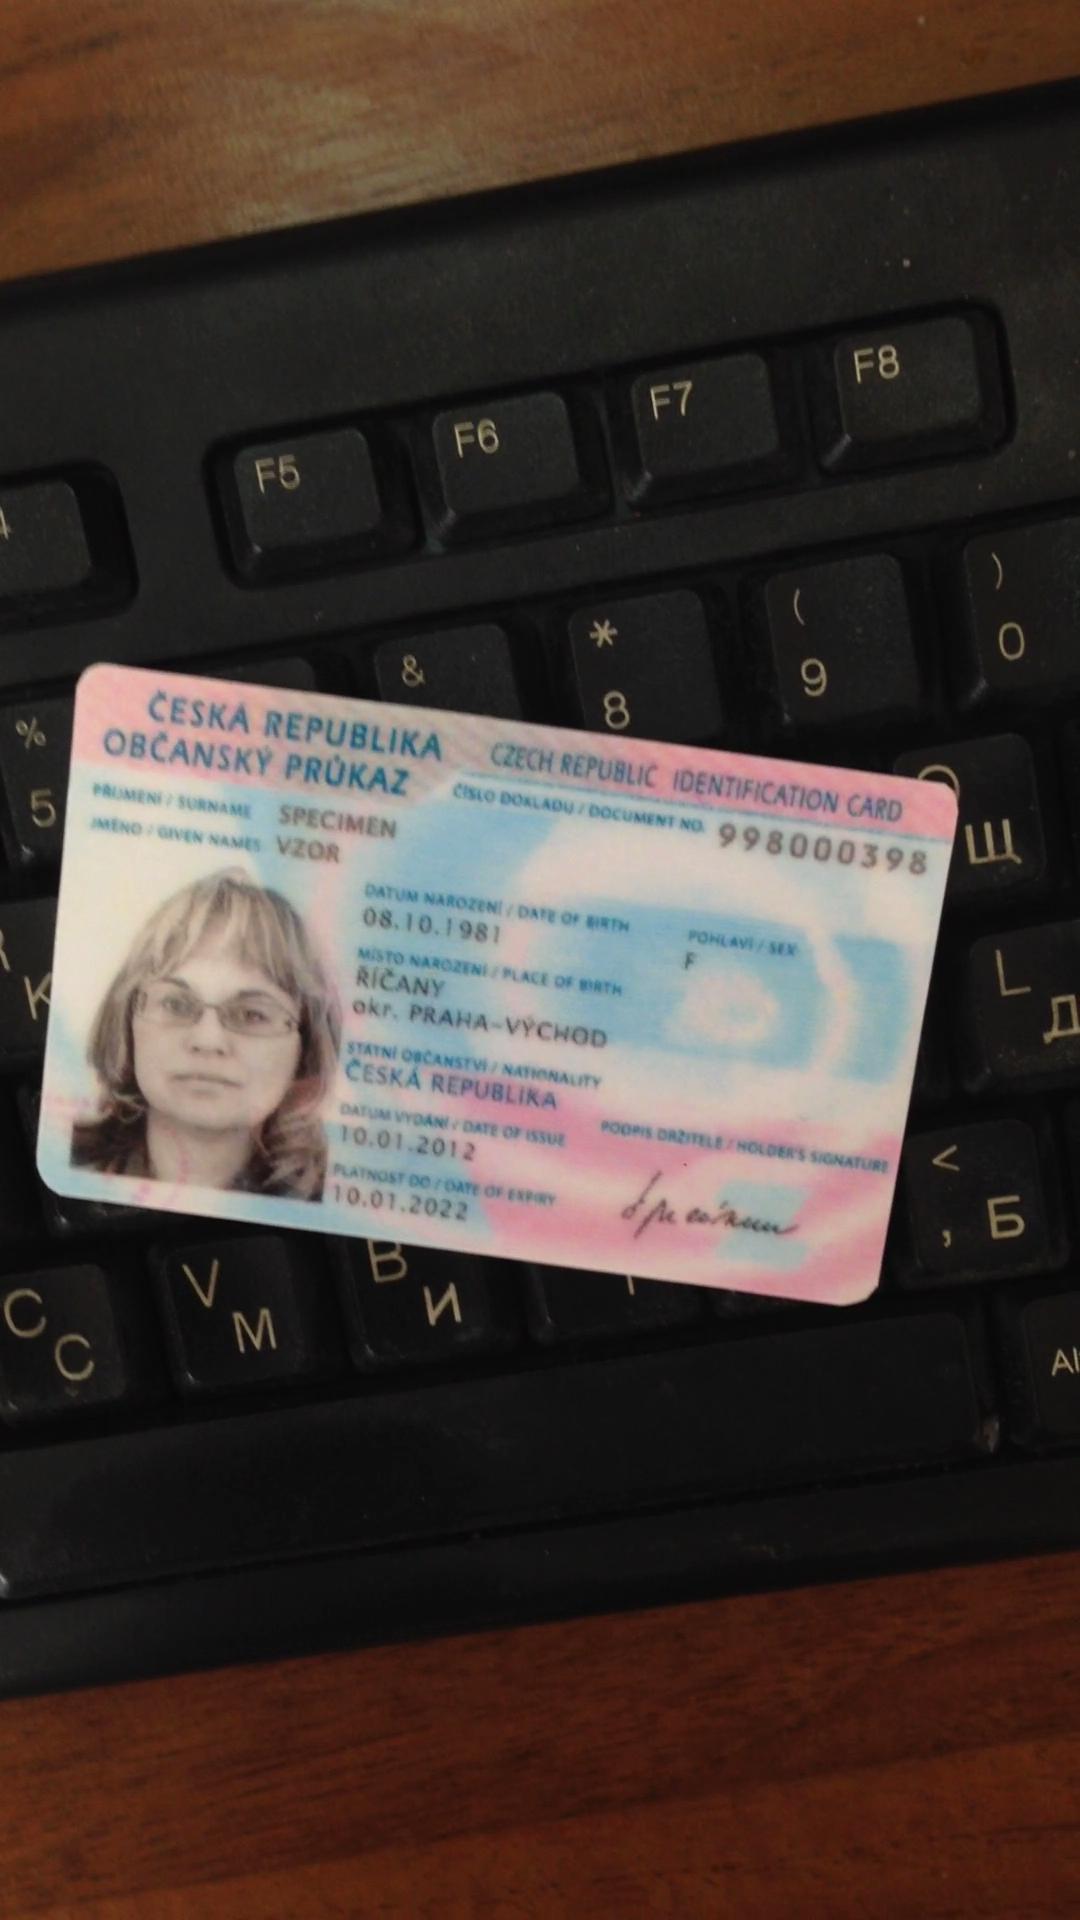 F5 F6 F7 F8
% 5
&
* 8
( 9
) 0
ČESKÁ REPUBLIKA
OBČANSKÝ PRŮKAZ
CZECH REPUBLIC IDENTIFICATION CARD
PŘÍJMENÍ / SURNAME SPECIMEN
JMÉNO / GIVEN NAMES VZOR
ČÍSLO DOKLADU / DOCUMENT NO. 998000398
DATUM NAROZENÍ / DATE OF BIRTH
08.10.1981
POHLAVÍ / SEX
F
MÍSTO NAROZENÍ / PLACE OF BIRTH
ŘÍČANY
okr. PRAHA-VÝCHOD
STÁTNÍ OBČANSTVÍ / NATIONALITY
ČESKÁ REPUBLIKA
DATUM VYDÁNÍ / DATE OF ISSUE
10.01.2012
PLATNOST DO / DATE OF EXPIRY
10.01.2022
PODPIS DRŽITELE / HOLDER'S SIGNATURE
Specimen
Щ
К
L Д
< , Б
C С
V М
B И